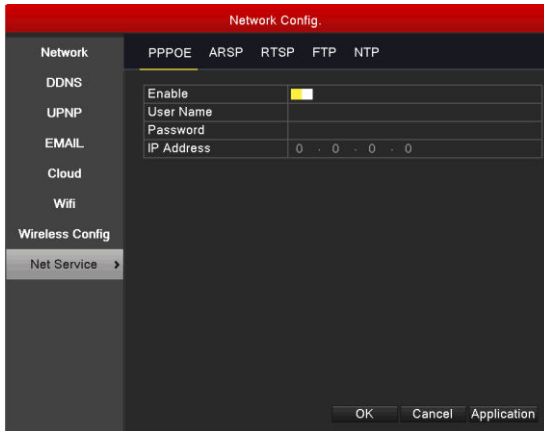 Network Config.
Network
DDNS
UPNP
EMAIL
Cloud
Wifi
Wireless Config
Net Service >
PPPOE ARSP RTSP FTP NTP
Enable
User Name
Password
IP Address 0 . 0 . 0 . 0
OK Cancel Application